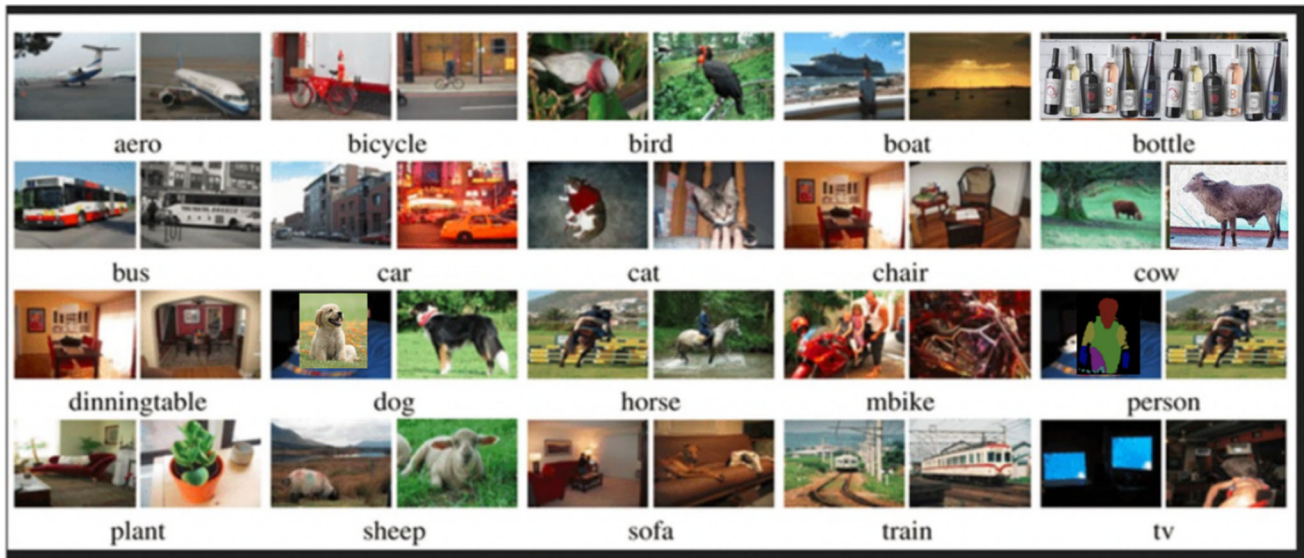 aero bicycle bird boat bottle
bus car cat chair cow
dinningtable dog horse mbike person
plant sheep sofa train tv